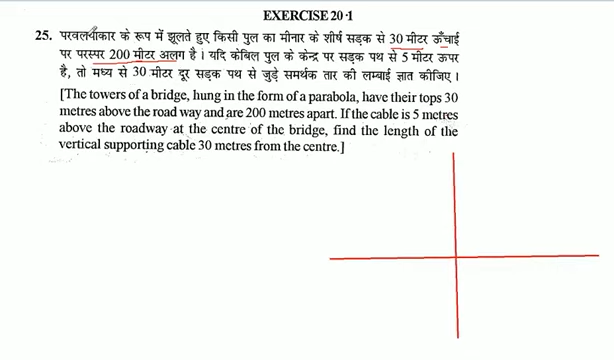 EXERCISE 20·1
25. परवलयाकार के रूप में झूलते हुए किसी पुल का मीनार के शीर्ष सड़क से 30 मीटर ऊँचाई
पर परस्पर 200 मीटर अलग है। यदि केबिल पुल के केन्द्र पर सड़क पथ से 5 मीटर ऊपर
है, तो मध्य से 30 मीटर दूर सड़क पथ से जुड़े समर्थक तार की लम्बाई ज्ञात कीजिए।
[The towers of a bridge, hung in the form of a parabola, have their tops 30
metres above the road way and are 200 metres apart. If the cable is 5 metres
above the roadway at the centre of the bridge, find the length of the
vertical supporting cable 30 metres from the centre.]